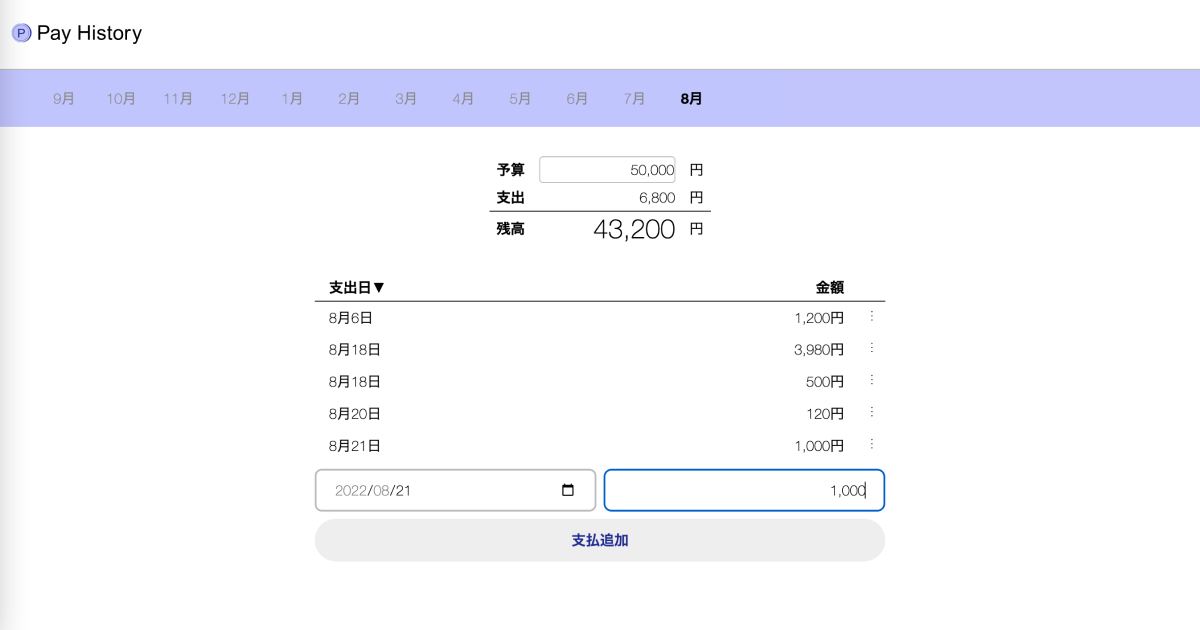 P Pay History
9月 10月 11月 12月 1月 2月 3月 4月 5月 6月 7月 8月
予算 50,000 円
支出 6,800 円
残高 43,200 円
支出日▼ 金額
8月6日 1,200円
8月18日 3,980円
8月18日 500円
8月20日 120円
8月21日 1,000円
2022/08/21 1,000
支払追加